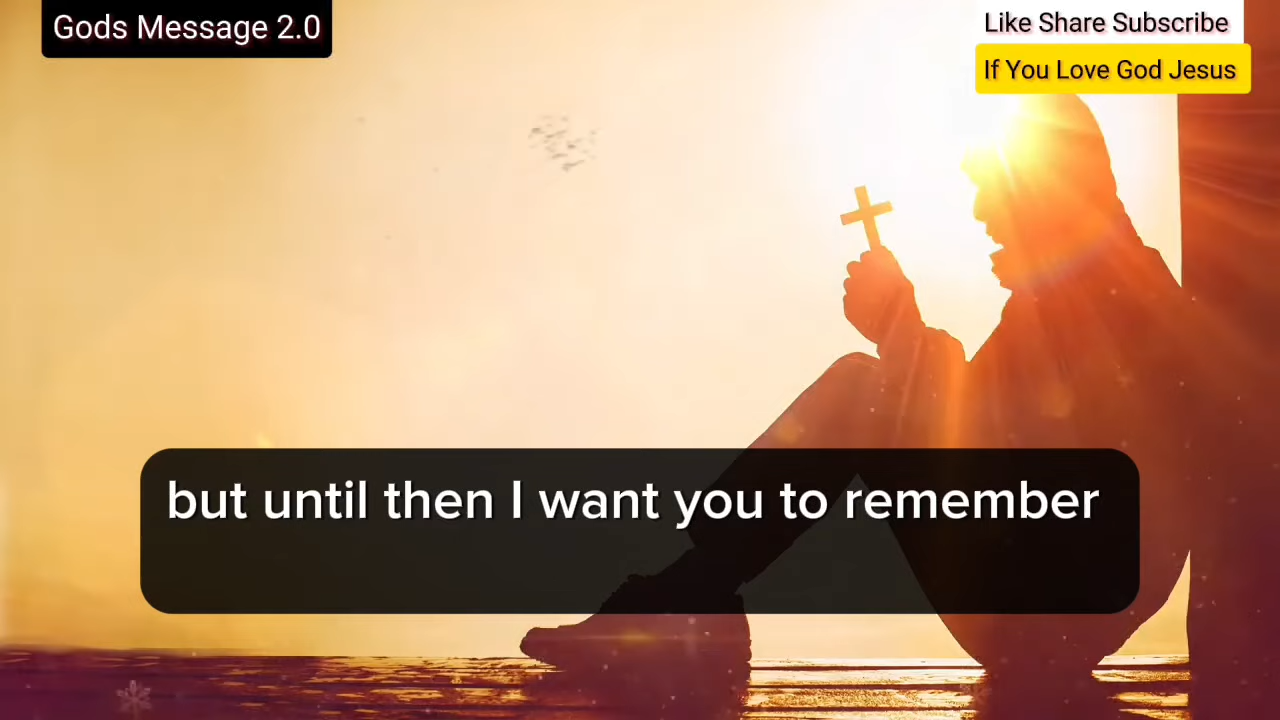 Gods Message 2.0
Like Share Subscribe
If You Love God Jesus
but until then I want you to remember